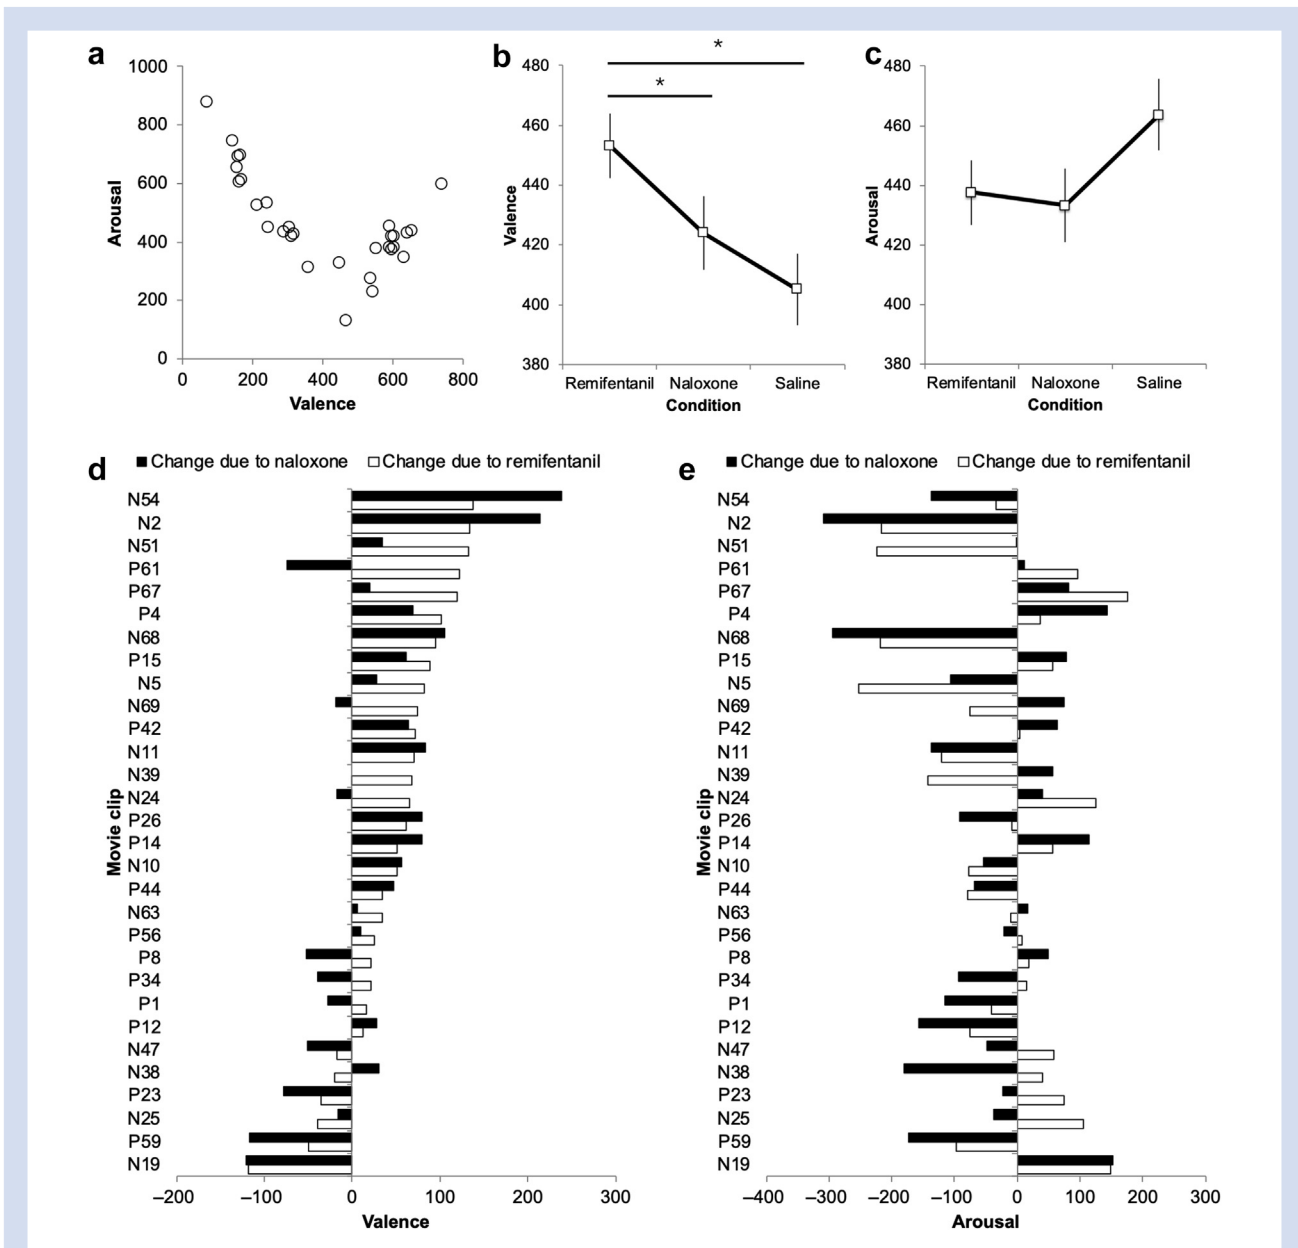 a
1000
800
600
400
200
0
0 200 400 600 800
Arousal
Valence
b
*
*
480
460
440
420
400
380
Valence
Remifentanil Naloxone Saline
Condition
c
480
460
440
420
400
380
Arousal
Remifentanil Naloxone Saline
Condition
d
Change due to naloxone Change due to remifentanil
N54
N2
N51
P61
P67
P4
N68
P15
N5
N69
P42
N11
N39
N24
P26
P14
N10
P44
N63
P56
P8
P34
P1
P12
N47
N38
P23
N25
P59
N19
Movie clip
–200 –100 0 100 200 300
Valence
e
Change due to naloxone Change due to remifentanil
N54
N2
N51
P61
P67
P4
N68
P15
N5
N69
P42
N11
N39
N24
P26
P14
N10
P44
N63
P56
P8
P34
P1
P12
N47
N38
P23
N25
P59
N19
Movie clip
–400 –300 –200 –100 0 100 200 300
Arousal